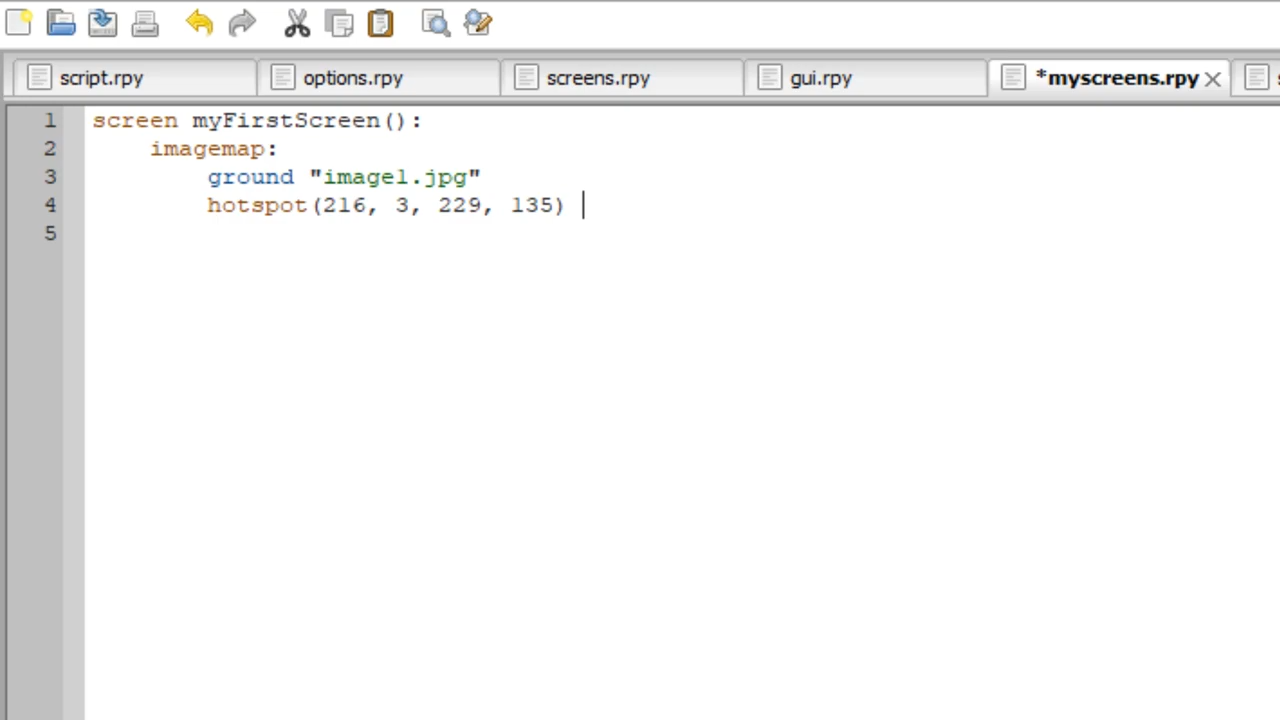 script.rpy options.rpy screens.rpy gui.rpy *myscreens.rpy
1 screen myFirstScreen():
2 imagemap:
3 ground "image1.jpg"
4 hotspot(216, 3, 229, 135)
5